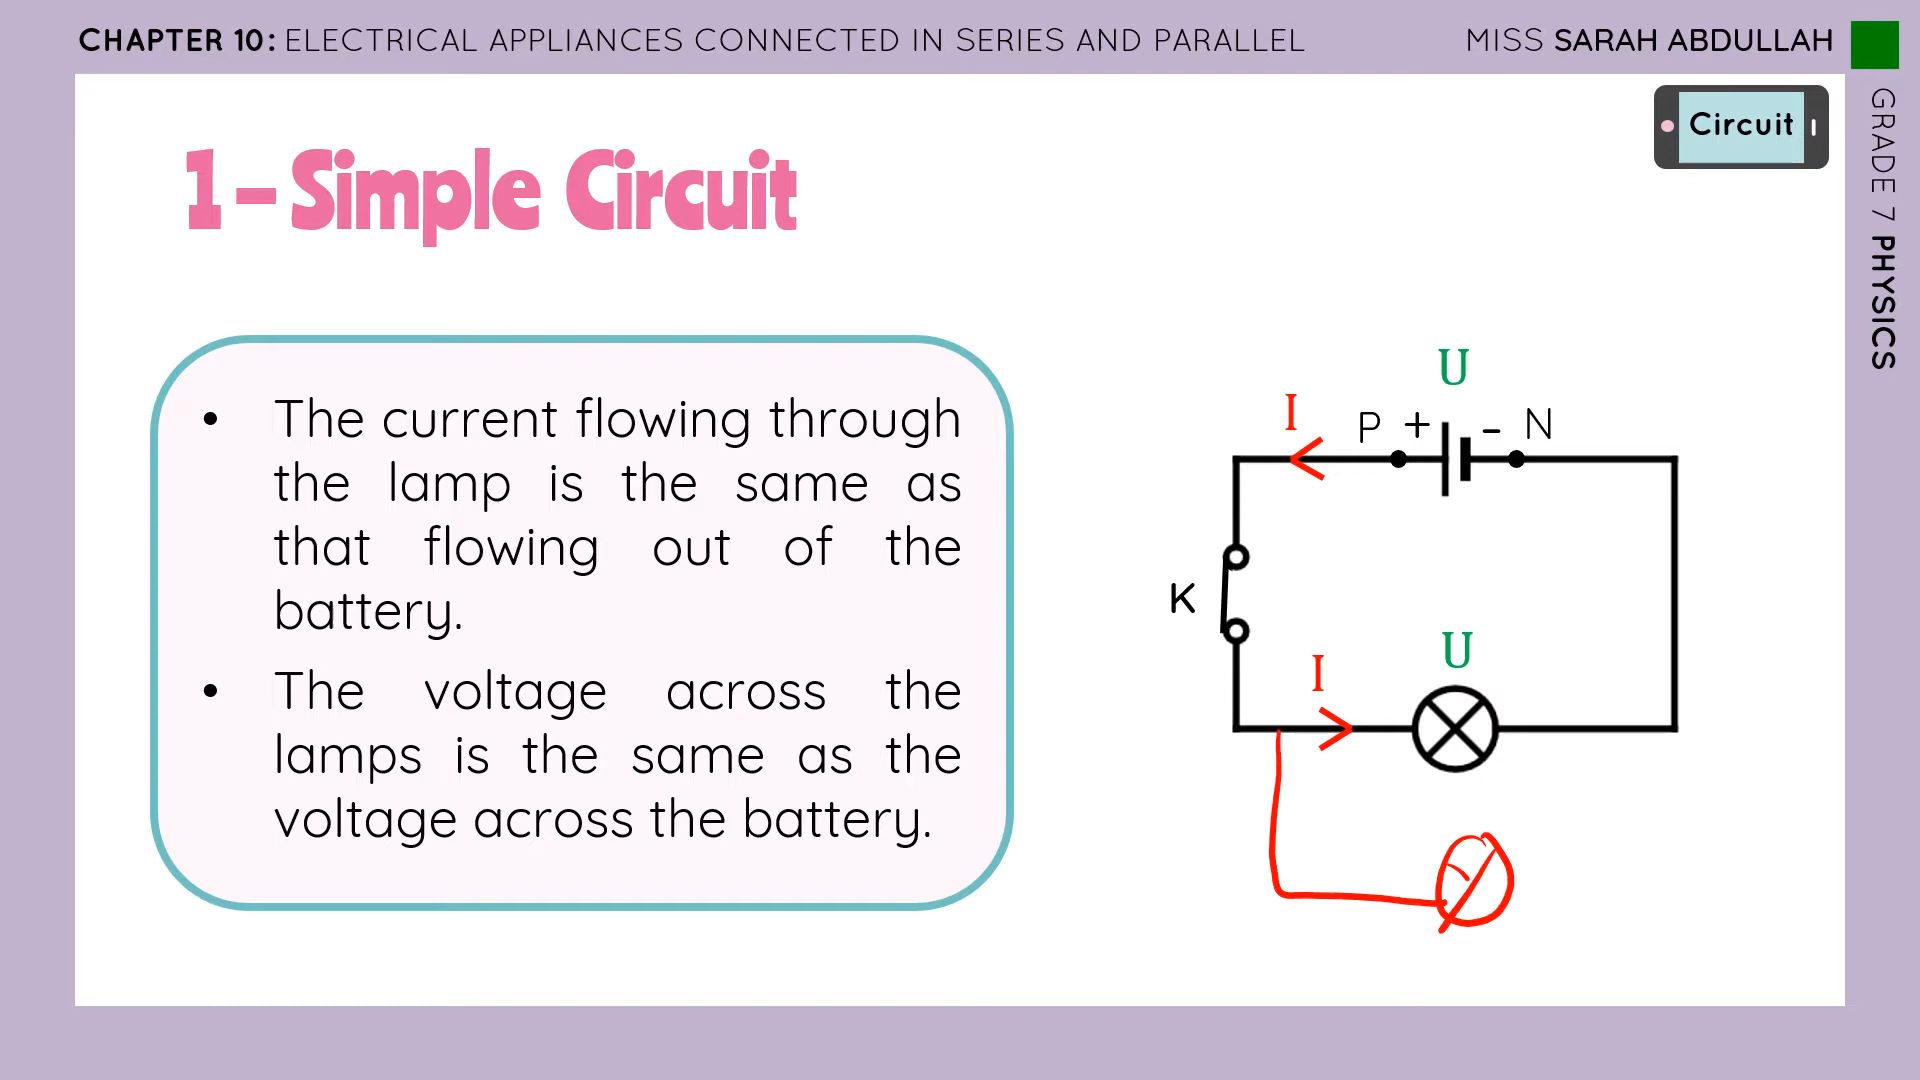 CHAPTER 10: ELECTRICAL APPLIANCES CONNECTED IN SERIES AND PARALLEL
MISS SARAH ABDULLAH
GRADE 7 PHYSICS
Circuit
1-Simple Circuit
• The current flowing through
the lamp is the same as
that flowing out of the
battery.
• The voltage across the
lamps is the same as the
voltage across the battery.
U
I
P + - N
K
U
I